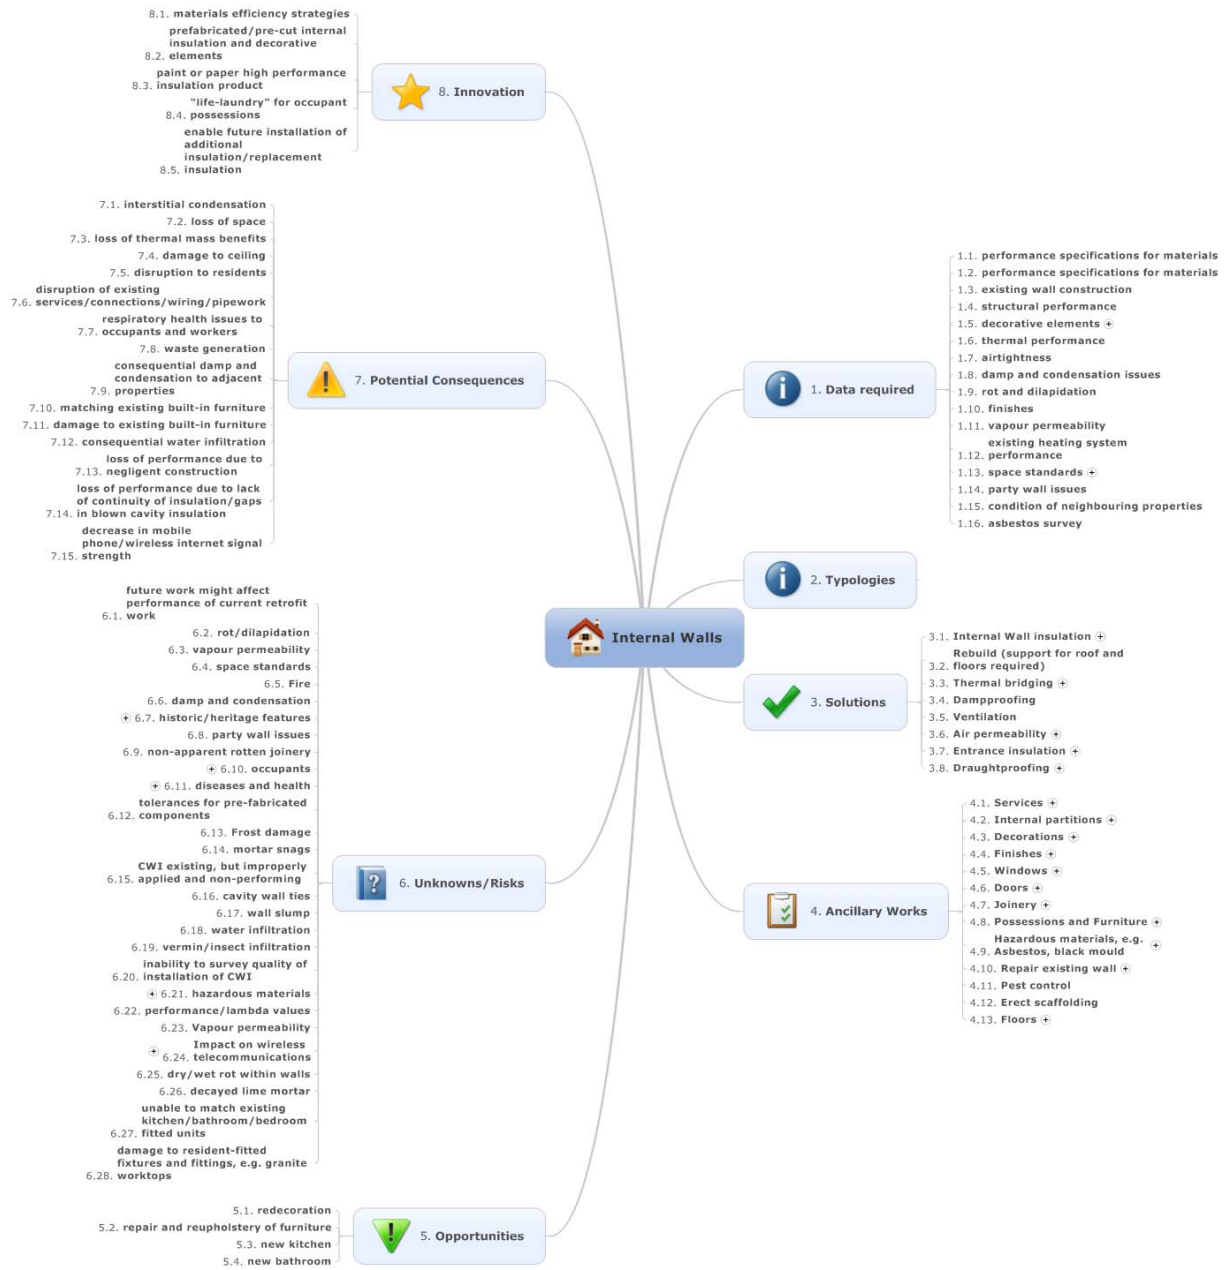 8.1. materials efficiency strategies
prefabricated/pre-cut internal
insulation and decorative
8.2. elements
paint or paper high performance
8.3. insulation product
"life-laundry" for occupant
8.4. possessions
enable future installation of
additional
insulation/replacement
8.5. insulation
8. Innovation
7.1. interstitial condensation
7.2. loss of space
7.3. loss of thermal mass benefits
7.4. damage to ceiling
7.5. disruption to residents
disruption of existing
7.6. services/connections/wiring/pipework
respiratory health issues to
7.7. occupants and workers
7.8. waste generation
consequential damp and
condensation to adjacent
7.9. properties
7.10. matching existing built-in furniture
7.11. damage to existing built-in furniture
7.12. consequential water infiltration
loss of performance due to
7.13. negligent construction
loss of performance due to lack
of continuity of insulation/gaps
7.14. in blown cavity insulation
decrease in mobile
phone/wireless internet signal
7.15. strength
7. Potential Consequences
future work might affect
performance of current retrofit
6.1. work
6.2. rot/dilapidation
6.3. vapour permeability
6.4. space standards
6.5. Fire
6.6. damp and condensation
6.7. historic/heritage features
6.8. party wall issues
6.9. non-apparent rotten joinery
6.10. occupants
6.11. diseases and health
tolerances for pre-fabricated
6.12. components
6.13. Frost damage
6.14. mortar snags
CWI existing, but improperly
6.15. applied and non-performing
6.16. cavity wall ties
6.17. wall slump
6.18. water infiltration
6.19. vermin/insect infiltration
inability to survey quality of
6.20. installation of CWI
6.21. hazardous materials
6.22. performance/lambda values
6.23. Vapour permeability
Impact on wireless
6.24. telecommunications
6.25. dry/wet rot within walls
6.26. decayed lime mortar
unable to match existing
kitchen/bathroom/bedroom
6.27. fitted units
damage to resident-fitted
fixtures and fittings, e.g. granite
6.28. worktops
6. Unknowns/Risks
5.1. redecoration
5.2. repair and reupholstery of furniture
5.3. new kitchen
5.4. new bathroom
5. Opportunities
Internal Walls
1. Data required
1.1. performance specifications for materials
1.2. performance specifications for materials
1.3. existing wall construction
1.4. structural performance
1.5. decorative elements
1.6. thermal performance
1.7. airtightness
1.8. damp and condensation issues
1.9. rot and dilapidation
1.10. finishes
1.11. vapour permeability
existing heating system
1.12. performance
1.13. space standards
1.14. party wall issues
1.15. condition of neighbouring properties
1.16. asbestos survey
2. Typologies
3. Solutions
3.1. Internal Wall insulation
Rebuild (support for roof and
3.2. floors required)
3.3. Thermal bridging
3.4. Dampproofing
3.5. Ventilation
3.6. Air permeability
3.7. Entrance insulation
3.8. Draughtproofing
4. Ancillary Works
4.1. Services
4.2. Internal partitions
4.3. Decorations
4.4. Finishes
4.5. Windows
4.6. Doors
4.7. Joinery
4.8. Possessions and Furniture
Hazardous materials, e.g.
4.9. Asbestos, black mould
4.10. Repair existing wall
4.11. Pest control
4.12. Erect scaffolding
4.13. Floors